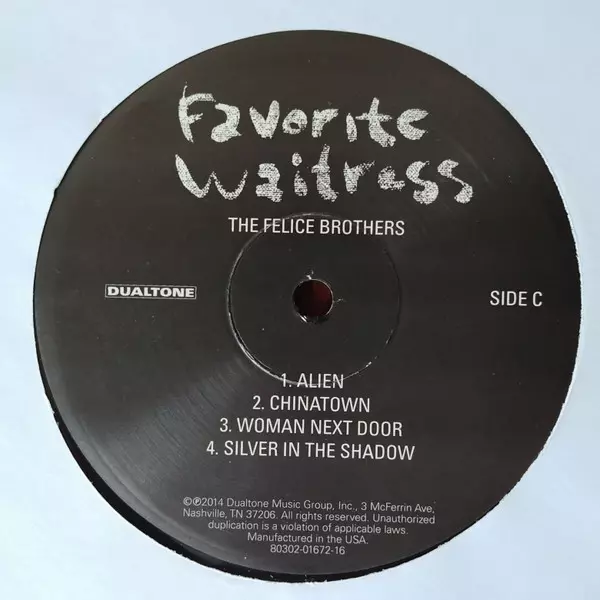 Favorite
Waitress
THE FELICE BROTHERS
DUALTONE
SIDE C
1. ALIEN
2. CHINATOWN
3. WOMAN NEXT DOOR
4. SILVER IN THE SHADOW
©℗2014 Dualtone Music Group, Inc., 3 McFerrin Ave,
Nashville, TN 37206. All rights reserved. Unauthorized
duplication is a violation of applicable laws.
Manufactured in the USA.
80302-01672-16